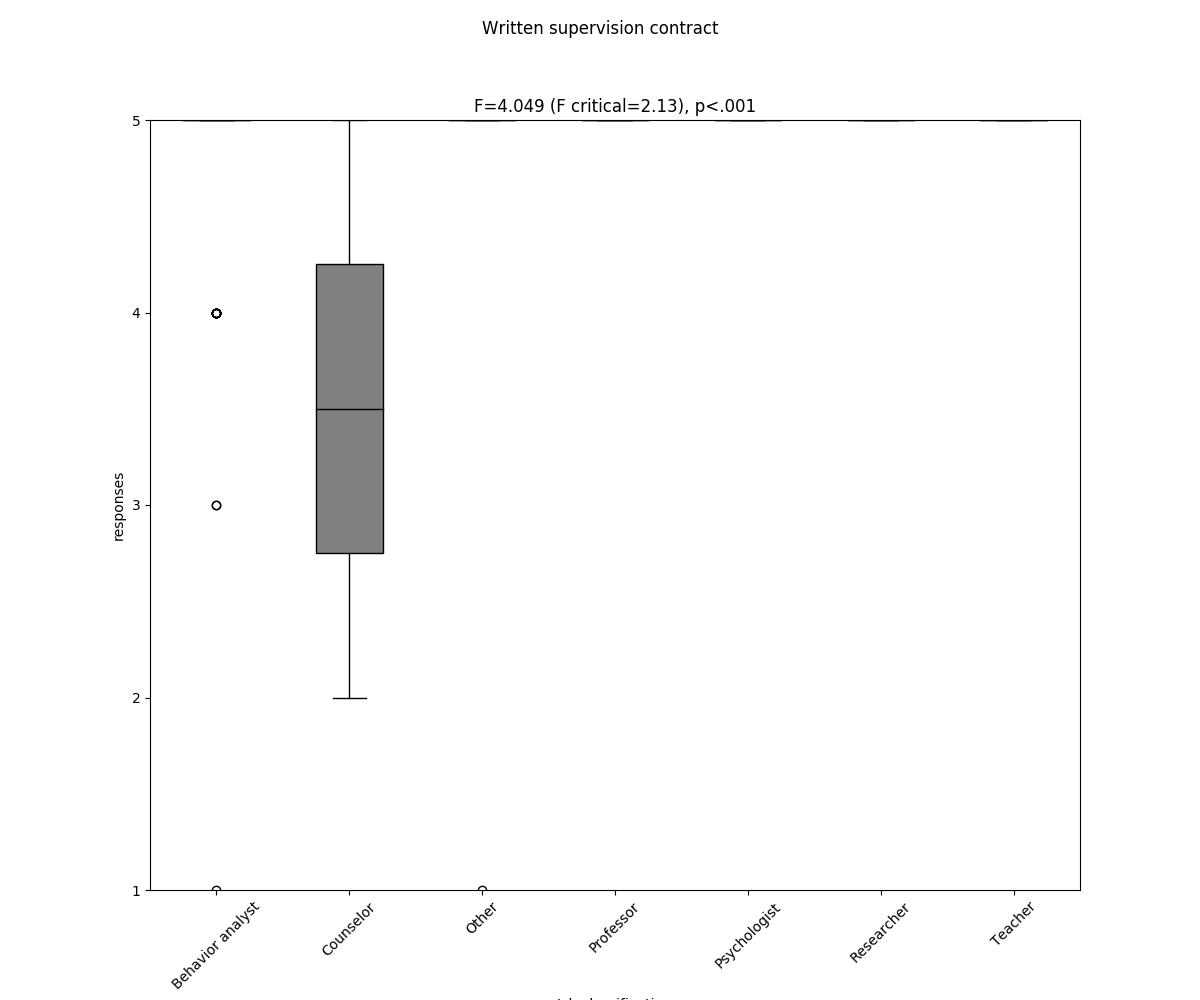 Written supervision contract
F=4.049 (F critical=2.13), p<.001
5
4
3
2
1
responses
Behavior analyst
Counselor
Other
Professor
Psychologist
Researcher
Teacher